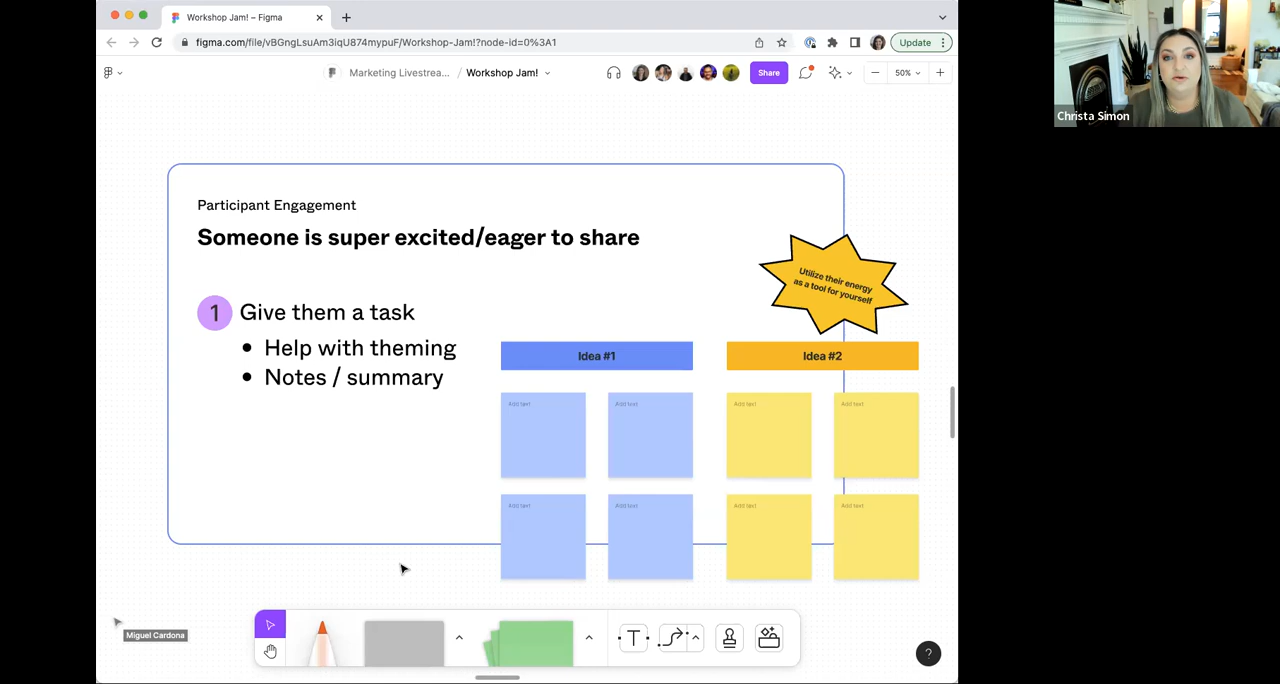 Workshop Jam! – Figma
figma.com/file/vBGngLsuAm3iqU874mypuF/Workshop-Jam!?node-id=0%3A1
Update
Marketing Livestrea... / Workshop Jam!
Share
50%
Christa Simon
Participant Engagement
Someone is super excited/eager to share
Utilize their energy
as a tool for yourself
1 Give them a task
• Help with theming
• Notes / summary
Idea #1
Idea #2
Add text
Add text
Add text
Add text
Add text
Add text
Add text
Add text
Miguel Cardona
T
?